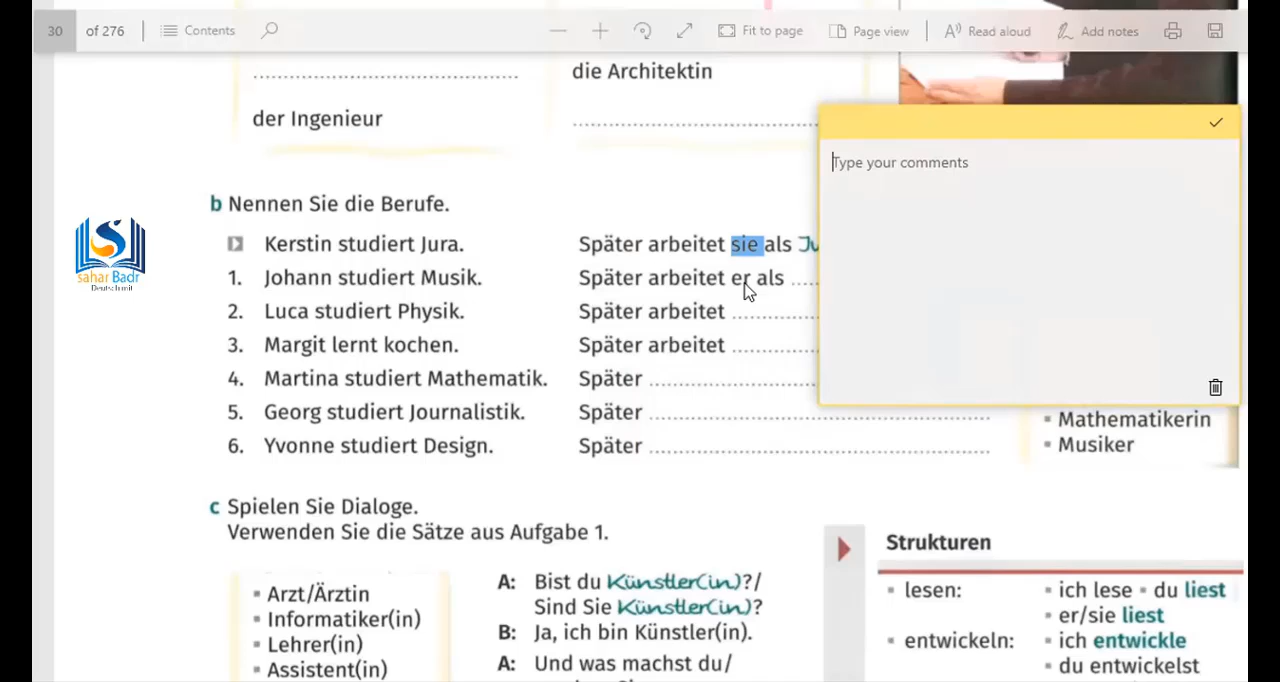 30 of 276 Contents Fit to page Page view Read aloud Add notes
die Architektin
der Ingenieur
Type your comments
b Nennen Sie die Berufe.
Kerstin studiert Jura. Später arbeitet sie als Ju
1. Johann studiert Musik. Später arbeitet er als
2. Luca studiert Physik. Später arbeitet
3. Margit lernt kochen. Später arbeitet
4. Martina studiert Mathematik. Später
5. Georg studiert Journalistik. Später
6. Yvonne studiert Design. Später
▪ Mathematikerin
▪ Musiker
sahar Badr
Deutsch mit
c Spielen Sie Dialoge.
Verwenden Sie die Sätze aus Aufgabe 1.
▪ Arzt/Ärztin
▪ Informatiker(in)
▪ Lehrer(in)
▪ Assistent(in)
A: Bist du Künstler(in)?/
Sind Sie Künstler(in)?
B: Ja, ich bin Künstler(in).
A: Und was machst du/
Strukturen
▪ lesen: ▪ ich lese ▪ du liest
▪ er/sie liest
▪ entwickeln: ▪ ich entwickle
▪ du entwickelst